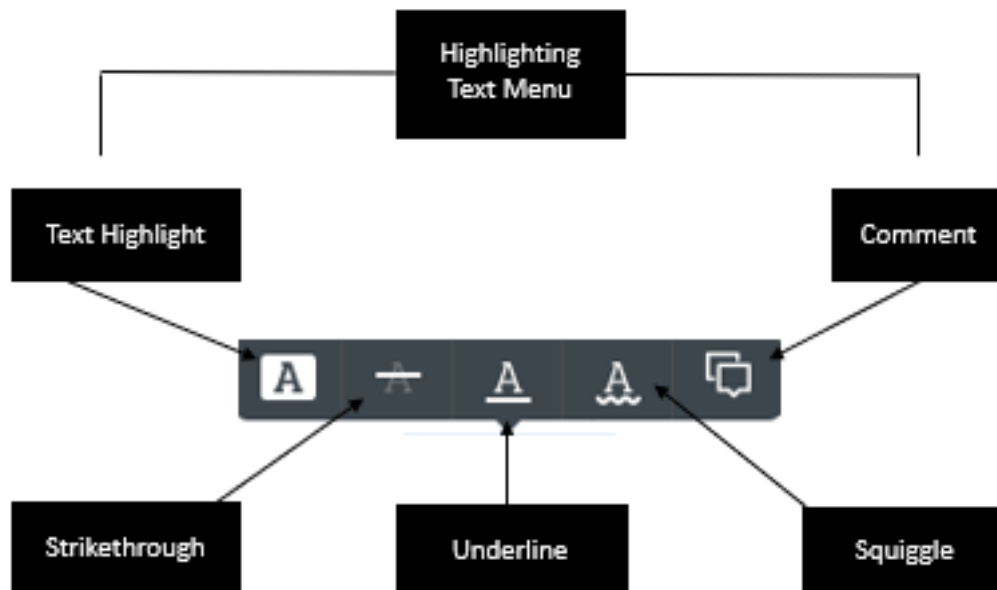 Highlighting
Text Menu
Text Highlight
Comment
A
A
A
A
Strikethrough
Underline
Squiggle